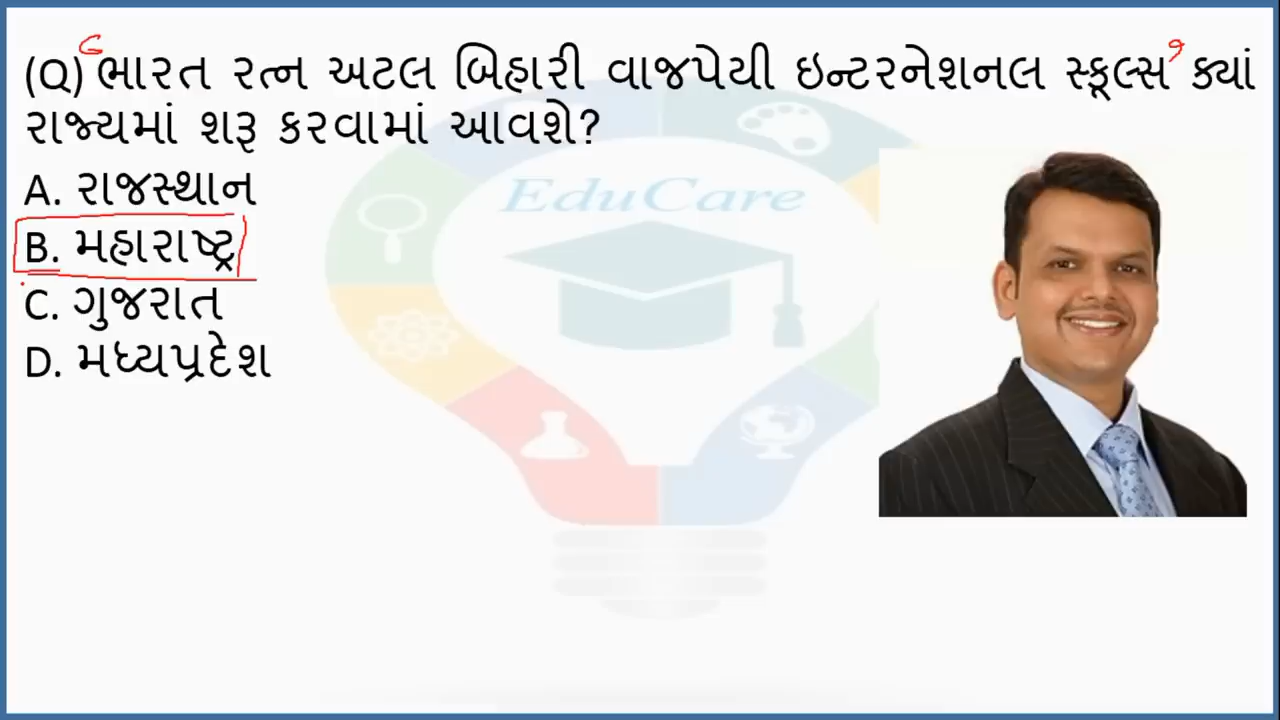 (Q) ભારત રત્ન અટલ બિહારી વાજપેયી ઇન્ટરનેશનલ સ્કૂલ્સ ક્યાં
રાજ્યમાં શરૂ કરવામાં આવશે?
A. રાજસ્થાન
B. મહારાષ્ટ્ર
C. ગુજરાત
D. મધ્યપ્રદેશ
EduCare